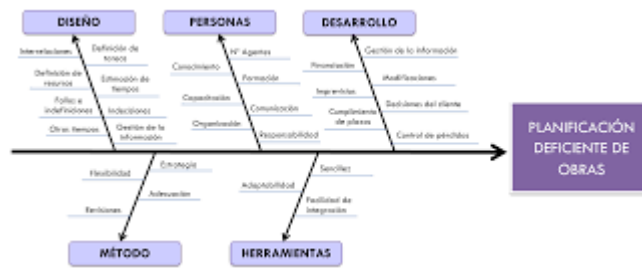 DISEÑO
PERSONAS
DESARROLLO
Interrelaciones
Definición de
tareas
Definición de
recursos
Estimación de
tiempos
Fallos e
indefiniciones
Indecisiones
Otros tiempos
Gestión de la
información
Nº Agentes
Conocimiento
Formación
Capacitación
Comunicación
Organización
Responsabilidad
Gestión de la información
Financiación
Modificaciones
Imprevistos
Decisiones del cliente
Cumplimiento
de plazos
Control de pérdidas
PLANIFICACIÓN
DEFICIENTE DE
OBRAS
Estrategia
Flexibilidad
Adecuación
Revisiones
Sencillez
Adaptabilidad
Facilidad de
integración
MÉTODO
HERRAMIENTAS